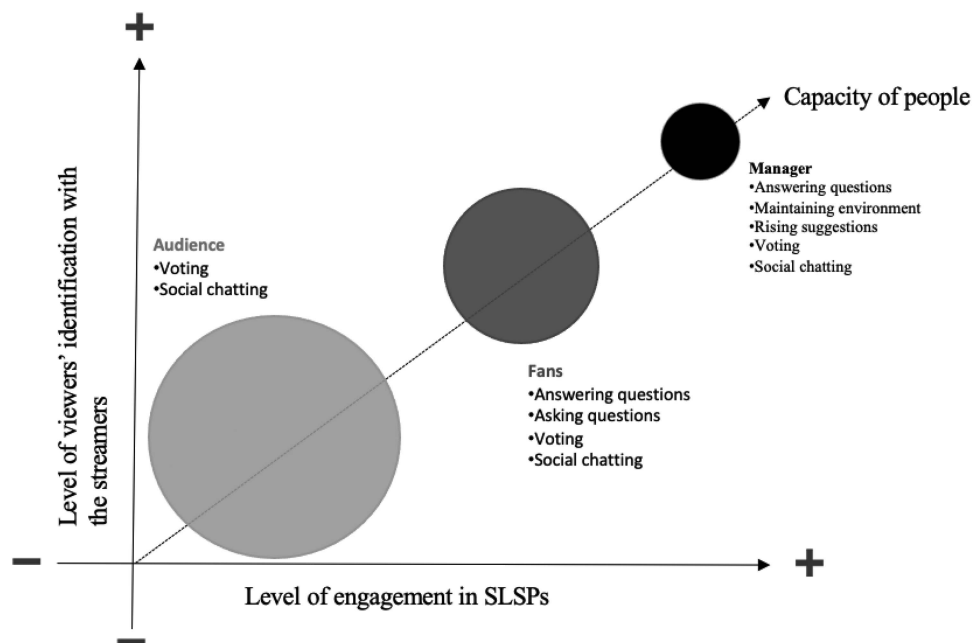 +
Capacity of people
Manager
•Answering questions
•Maintaining environment
•Rising suggestions
•Voting
•Social chatting
Audience
•Voting
•Social chatting
Fans
•Answering questions
•Asking questions
•Voting
•Social chatting
Level of viewers' identification with
the streamers
−
+
Level of engagement in SLSPs
−